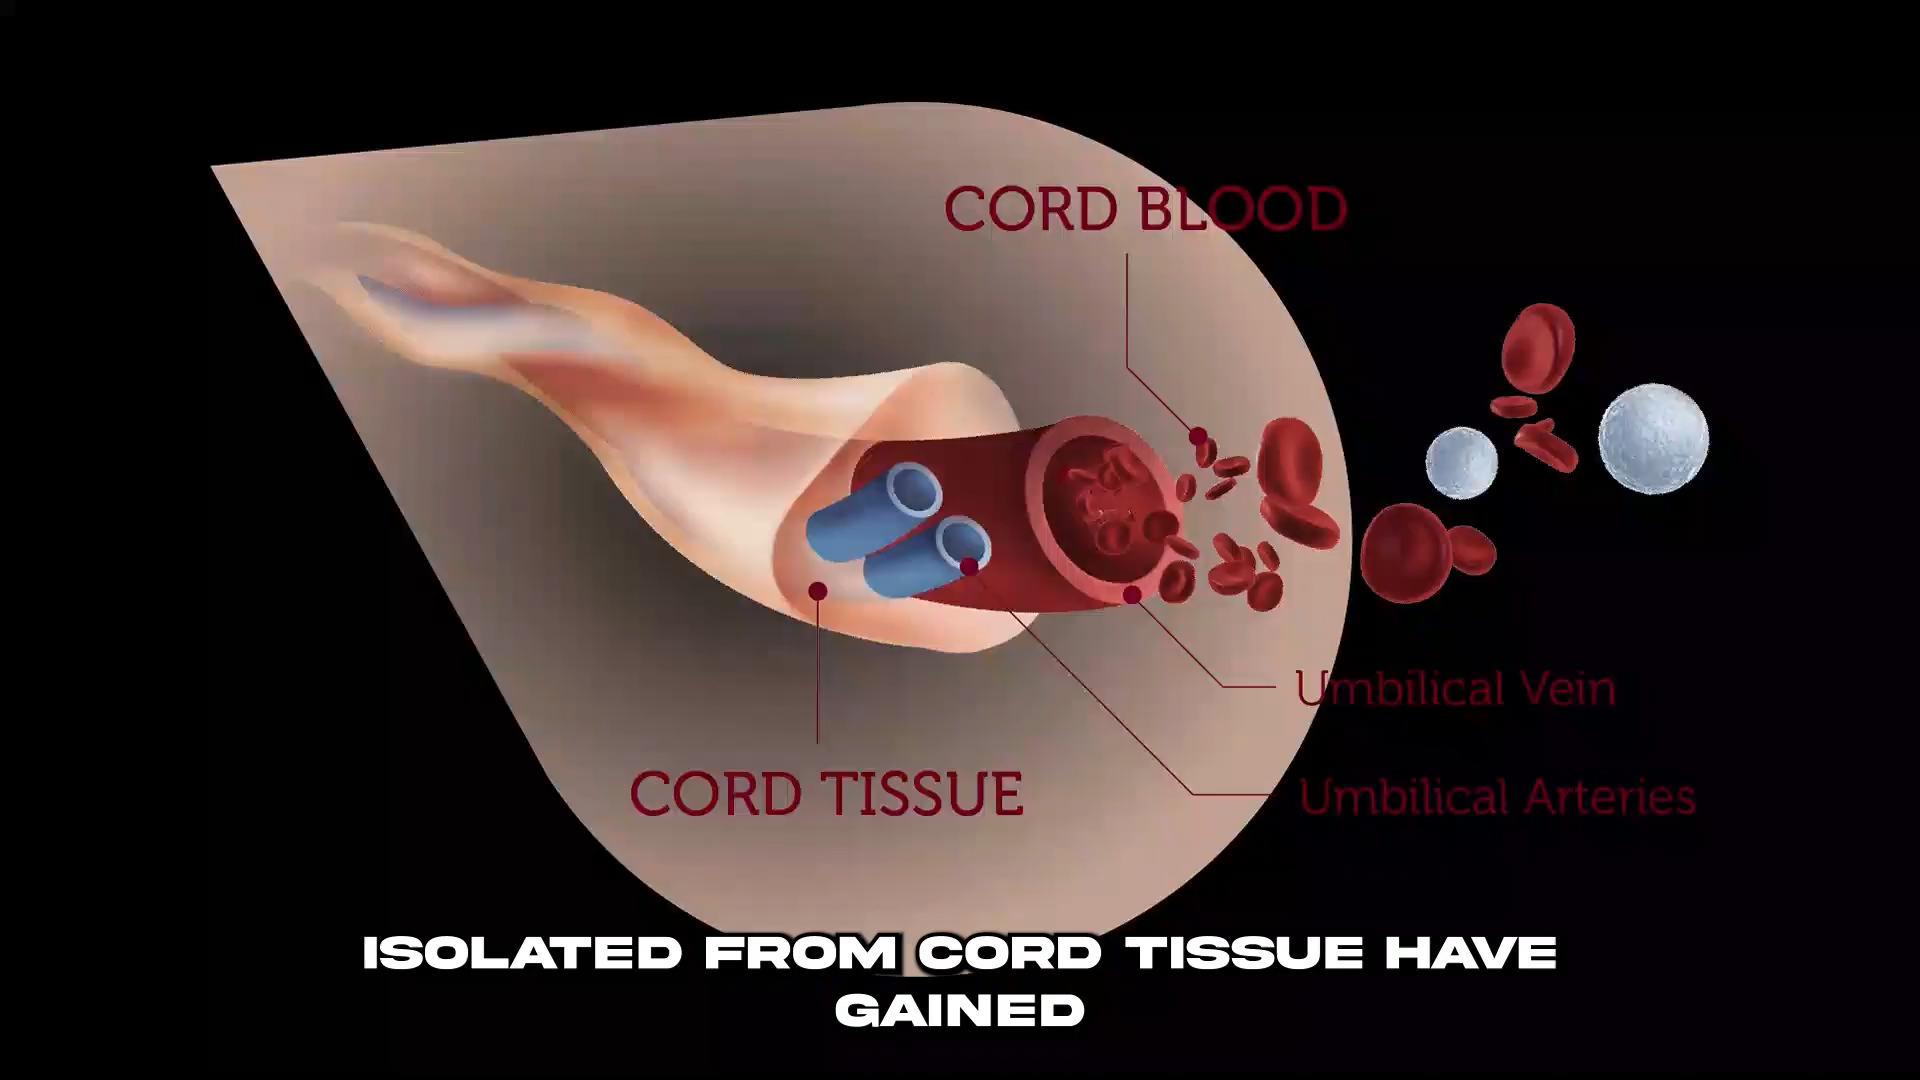 CORD BLOOD
Umbilical Vein
CORD TISSUE
Umbilical Arteries
ISOLATED FROM CORD TISSUE HAVE
GAINED